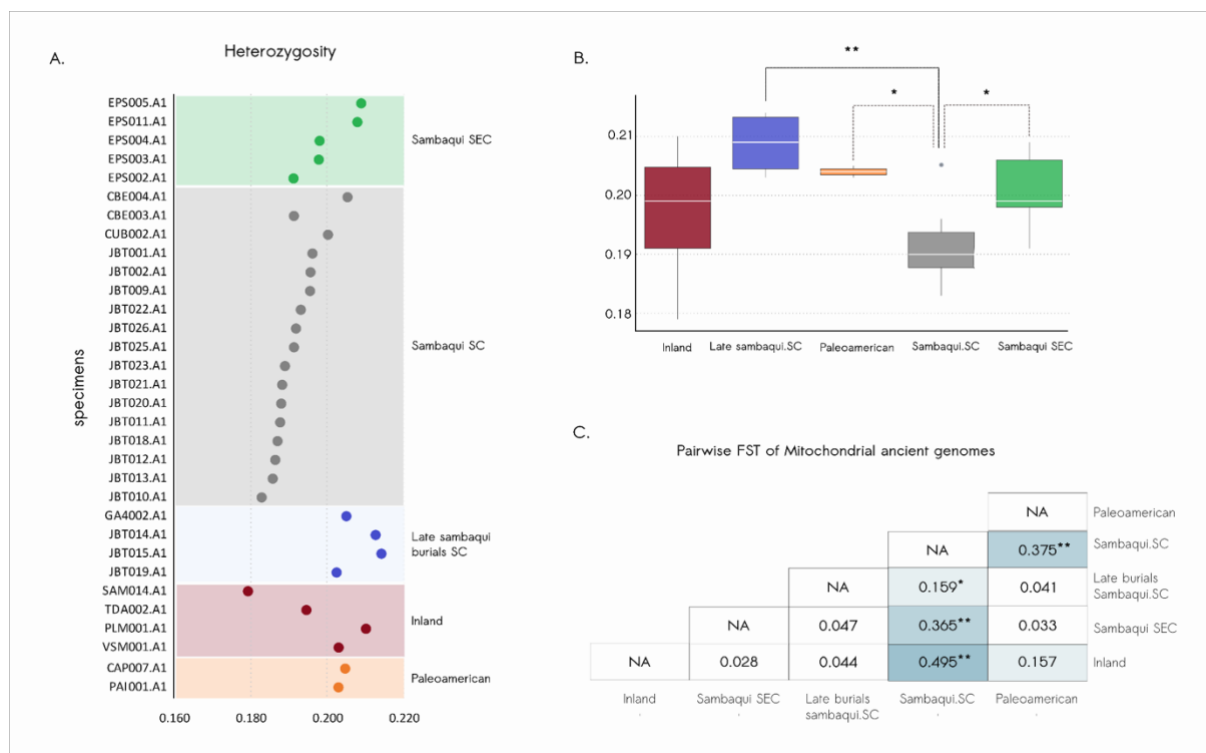 A.
Heterozygosity
EPS005.A1
EPS011.A1
EPS004.A1
EPS003.A1
EPS002.A1
Sambaqui SEC
CBE004.A1
CBE003.A1
CUB002.A1
JBT001.A1
JBT002.A1
JBT009.A1
JBT022.A1
JBT026.A1
JBT025.A1
JBT023.A1
JBT021.A1
JBT020.A1
JBT011.A1
JBT018.A1
JBT012.A1
JBT013.A1
JBT010.A1
Sambaqui SC
GA4002.A1
JBT014.A1
JBT015.A1
JBT019.A1
Late sambaqui
burials SC
SAM014.A1
TDA002.A1
PLM001.A1
VSM001.A1
Inland
CAP007.A1
PAI001.A1
Paleoamerican
specimens
0.160 0.180 0.200 0.220
B.
**
* *
0.21
0.20
0.19
0.18
Inland Late sambaqui.SC Paleoamerican Sambaqui.SC Sambaqui SEC
C.
Pairwise FST of Mitochondrial ancient genomes
NA Paleoamerican
NA 0.375** Sambaqui.SC
NA 0.159* 0.041 Late burials
Sambaqui.SC
NA 0.047 0.365** 0.033 Sambaqui SEC
NA 0.028 0.044 0.495** 0.157 Inland
Inland Sambaqui SEC Late burials Sambaqui.SC Paleoamerican
sambaqui.SC